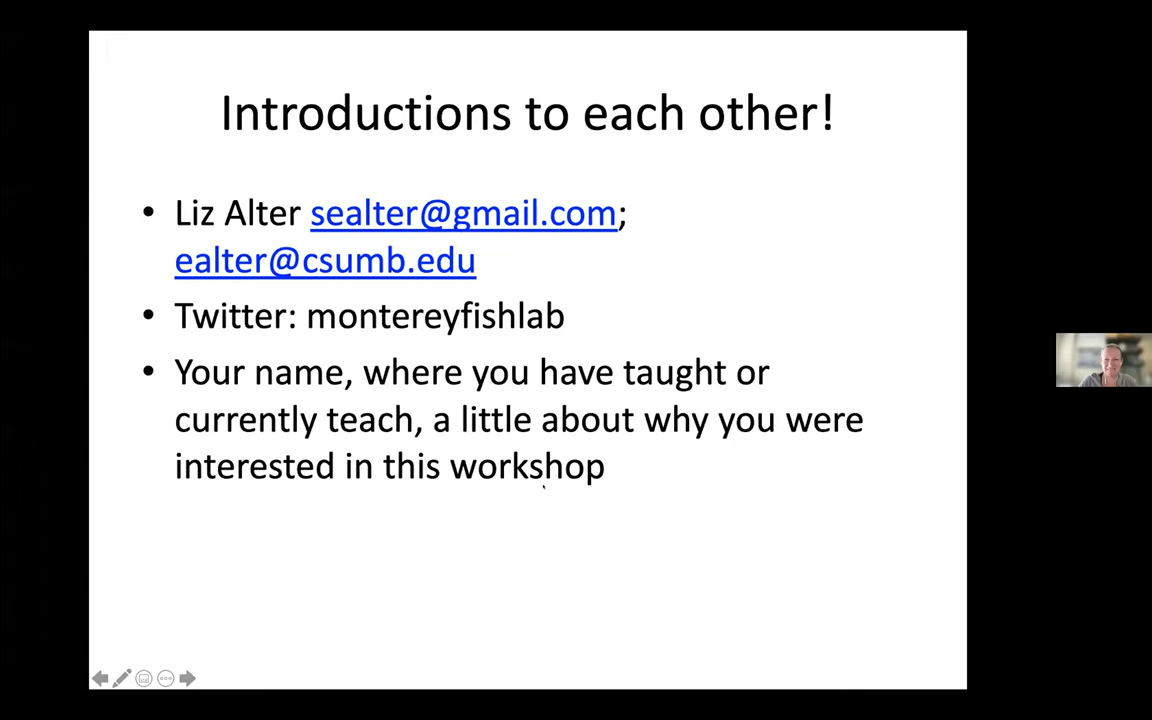 Introductions to each other!
• Liz Alter sealter@gmail.com;
ealter@csumb.edu
• Twitter: montereyfishlab
• Your name, where you have taught or
currently teach, a little about why you were
interested in this workshop